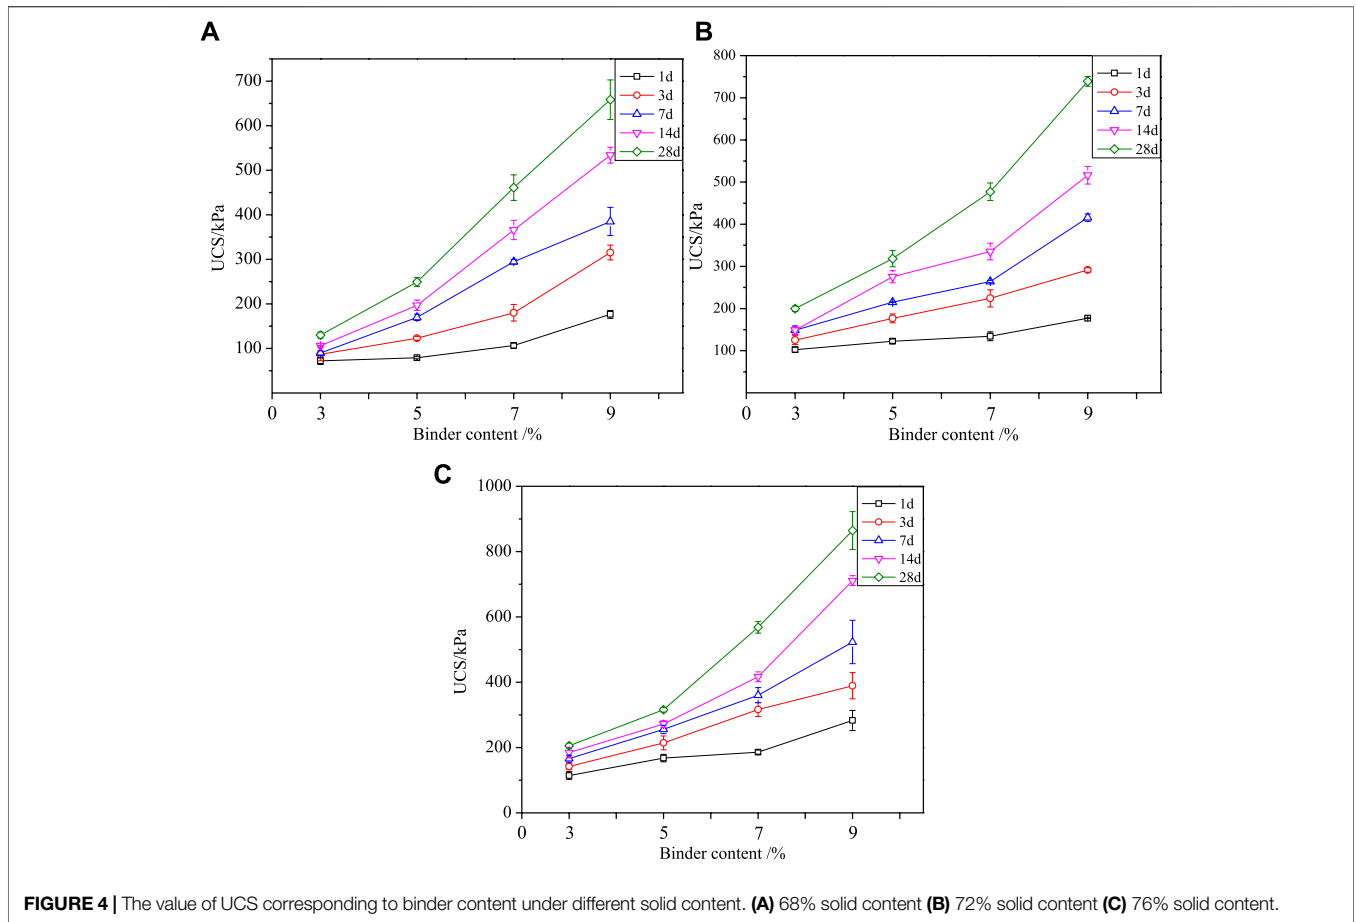 A
700
600
500
400
300
200
100
0 3 5 7 9
UCS/kPa
Binder content /%
1d
3d
7d
14d
28d
B
800
700
600
500
400
300
200
100
0 3 5 7 9
UCS/kPa
Binder content /%
1d
3d
7d
14d
28d
C
1000
800
600
400
200
0
0 3 5 7 9
UCS/kPa
Binder content /%
1d
3d
7d
14d
28d
FIGURE 4 | The value of UCS corresponding to binder content under different solid content. (A) 68% solid content (B) 72% solid content (C) 76% solid content.